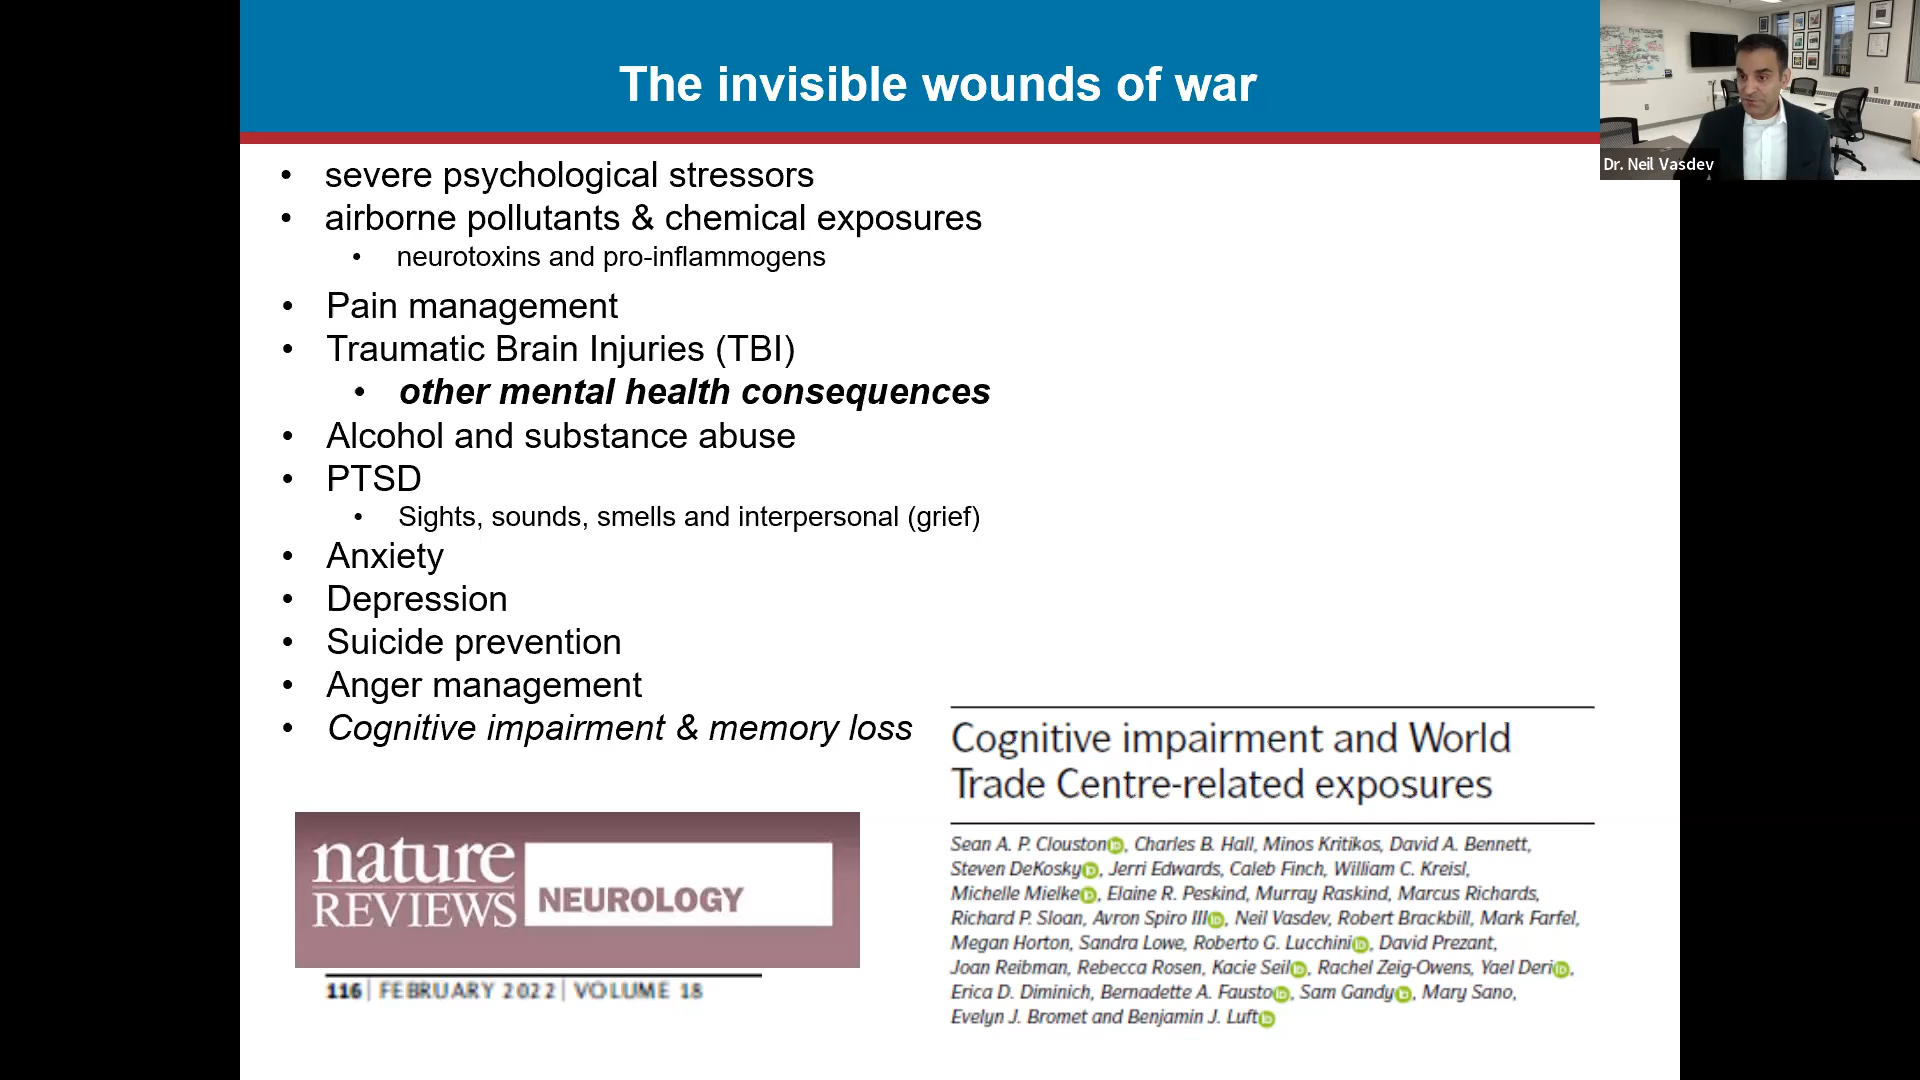 The invisible wounds of war
Dr. Neil Vasdev
• severe psychological stressors
• airborne pollutants & chemical exposures
• neurotoxins and pro-inflammogens
• Pain management
• Traumatic Brain Injuries (TBI)
• other mental health consequences
• Alcohol and substance abuse
• PTSD
• Sights, sounds, smells and interpersonal (grief)
• Anxiety
• Depression
• Suicide prevention
• Anger management
• Cognitive impairment & memory loss
nature
REVIEWS NEUROLOGY
116 | FEBRUARY 2022 | VOLUME 18
Cognitive impairment and World
Trade Centre-related exposures
Sean A. P. Clouston, Charles B. Hall, Minos Kritikos, David A. Bennett,
Steven DeKosky, Jerri Edwards, Caleb Finch, William C. Kreisl,
Michelle Mielke, Elaine R. Peskind, Murray Raskind, Marcus Richards,
Richard P. Sloan, Avron Spiro III, Neil Vasdev, Robert Brackbill, Mark Farfel,
Megan Horton, Sandra Lowe, Roberto G. Lucchini, David Prezant,
Joan Reibman, Rebecca Rosen, Kacie Seil, Rachel Zeig-Owens, Yael Deri,
Erica D. Diminich, Bernadette A. Fausto, Sam Gandy, Mary Sano,
Evelyn J. Bromet and Benjamin J. Luft